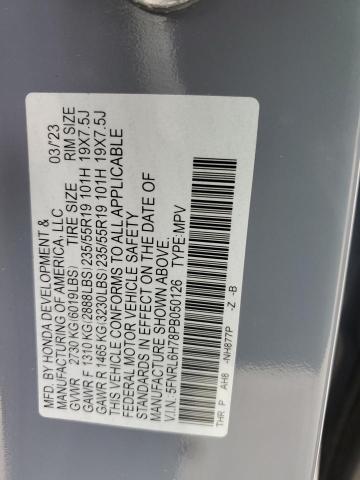 MFD. BY HONDA DEVELOPMENT & 03/23
MANUFACTURING OF AMERICA, LLC
GVWR 2730 KG(6019LBS) TIRE SIZE RIM SIZE
GAWR F 1310 KG(2888LBS)235/55R19 101H 19X7.5J
GAWR R 1465 KG(3230LBS)235/55R19 101H 19X7.5J
THIS VEHICLE CONFORMS TO ALL APPLICABLE
FEDERAL MOTOR VEHICLE SAFETY
STANDARDS IN EFFECT ON THE DATE OF
MANUFACTURE SHOWN ABOVE.
V.I.N.: 5FNRL6H78PB050126 TYPE:MPV
THR P AH8 -NH877P -Z -B